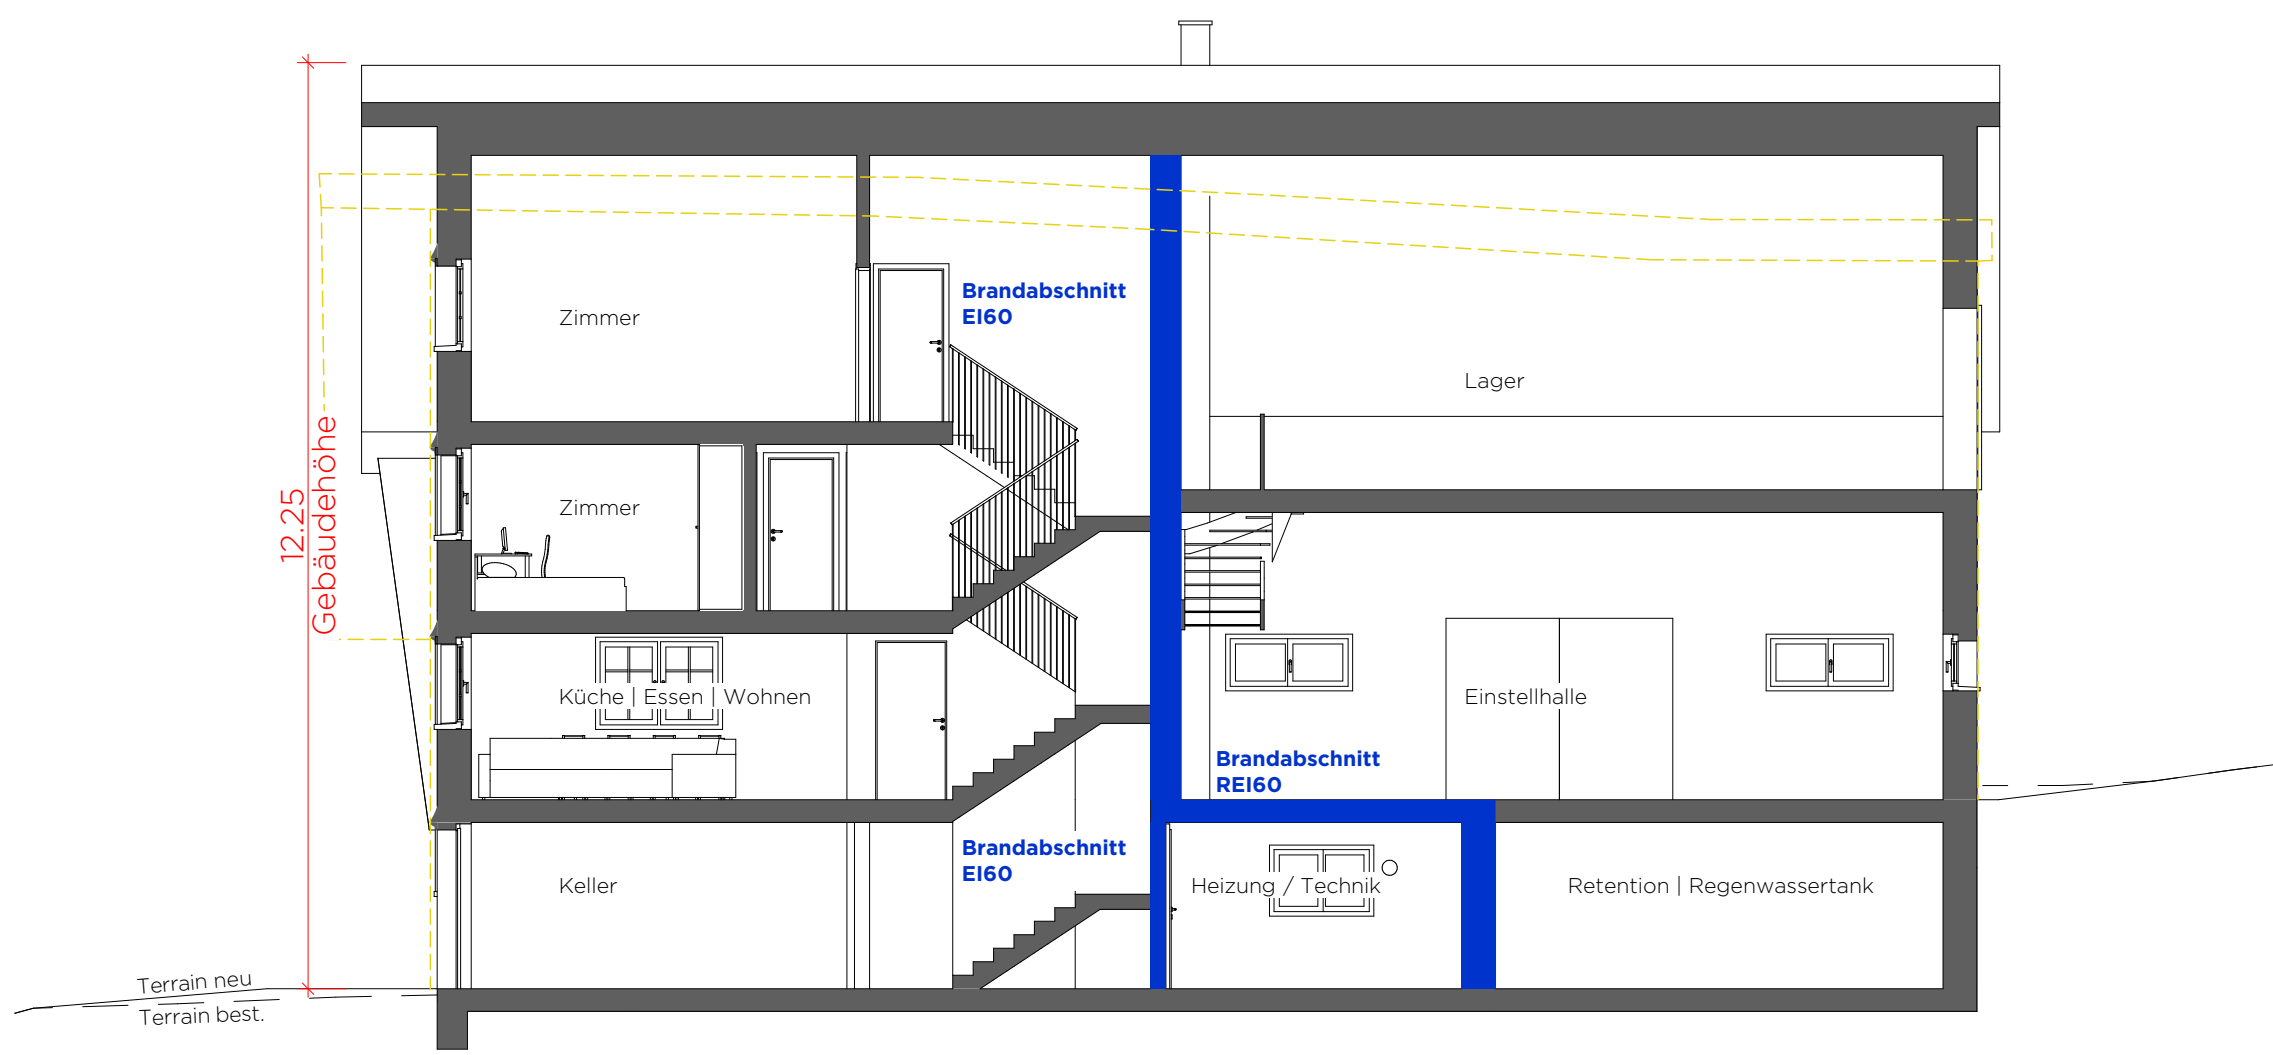 Brandabschnitt
EI60
Zimmer
Lager
12.25
Gebäudehöhe
Zimmer
Küche | Essen | Wohnen
Einstellhalle
Brandabschnitt
REI60
Brandabschnitt
EI60
Keller
Heizung / Technik
Retention | Regenwassertank
Terrain neu
Terrain best.